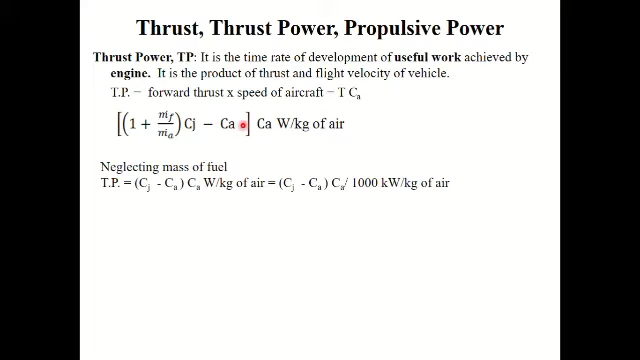 Thrust, Thrust Power, Propulsive Power
Thrust Power, TP: It is the time rate of development of useful work achieved by
engine. It is the product of thrust and flight velocity of vehicle.
T.P. = forward thrust x speed of aircraft = T Cₐ
[(1 + ṁf/ṁₐ) Cj − Ca] Ca W/kg of air
Neglecting mass of fuel
T.P. = (Cⱼ - Cₐ ) Cₐ W/kg of air = (Cⱼ - Cₐ ) Cₐ/ 1000 kW/kg of air